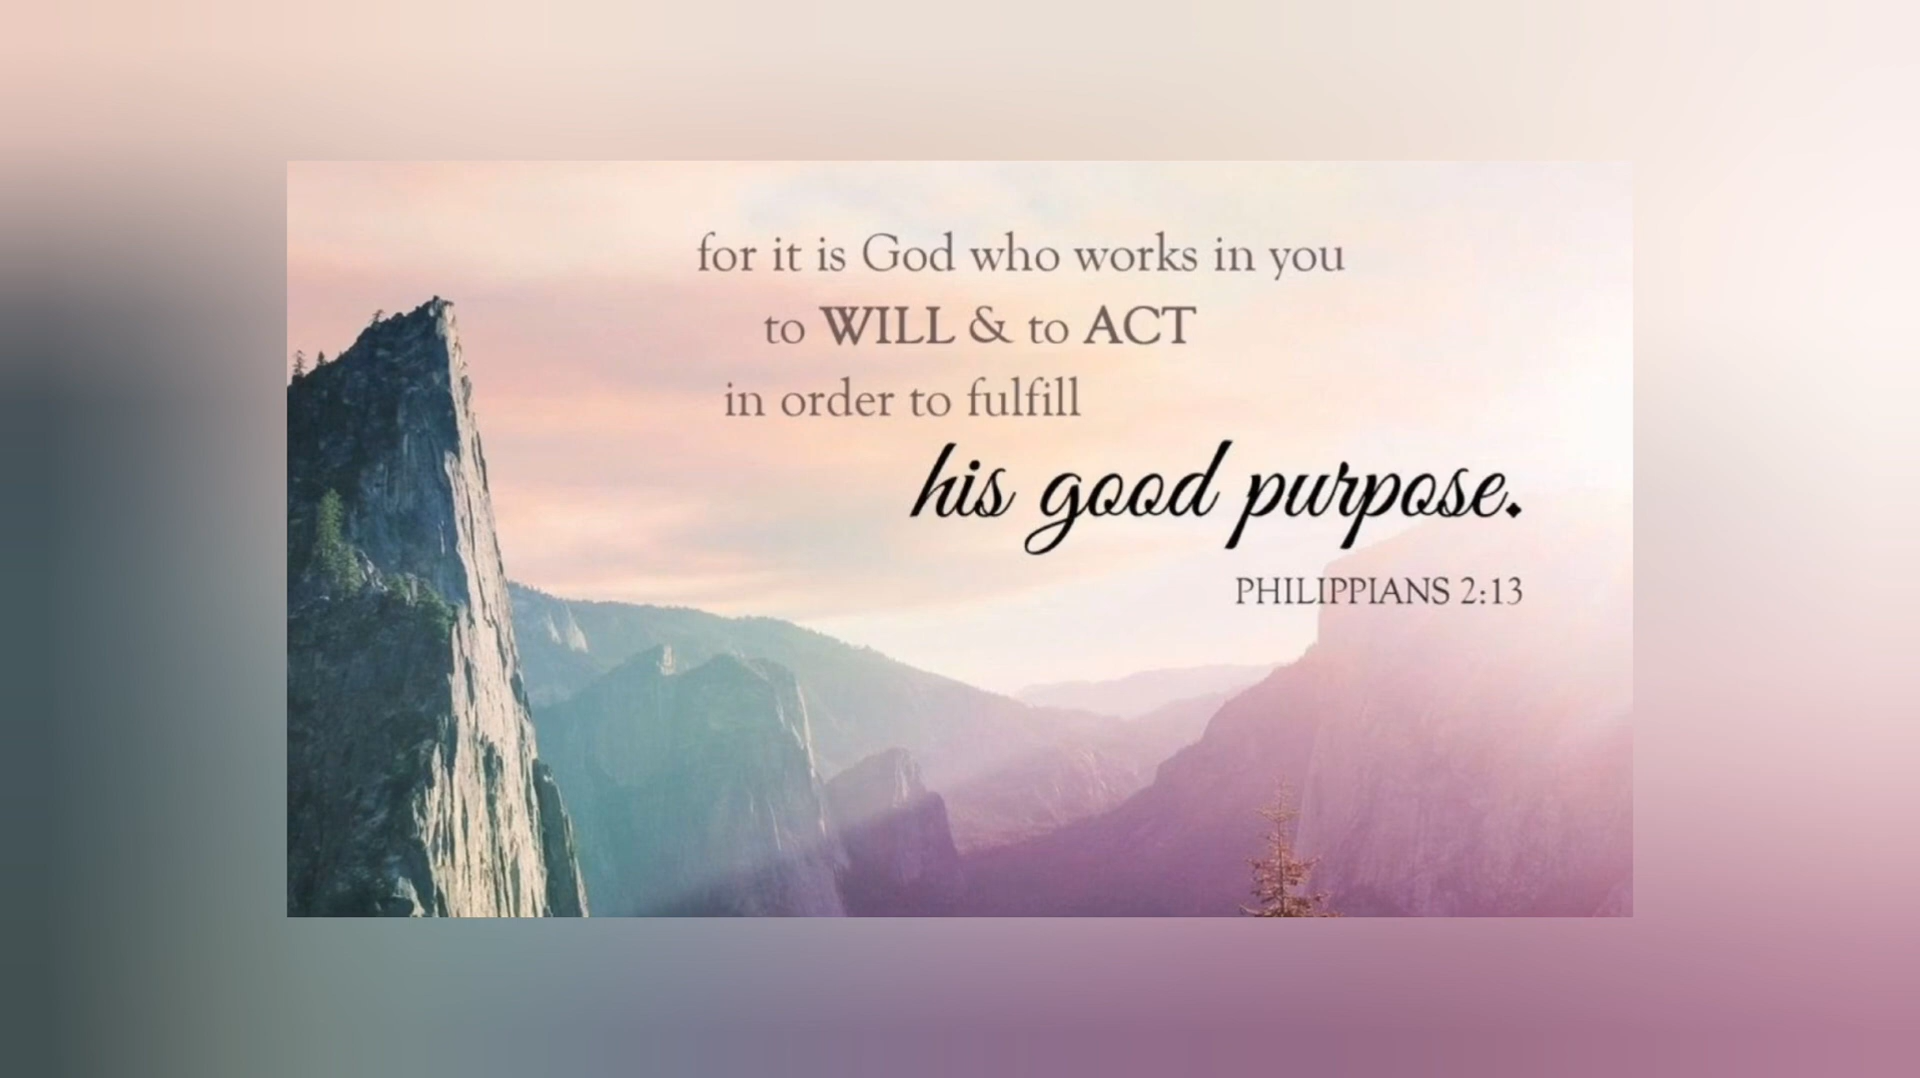 for it is God who works in you
to WILL & to ACT
in order to fulfill
his good purpose.
PHILIPPIANS 2:13